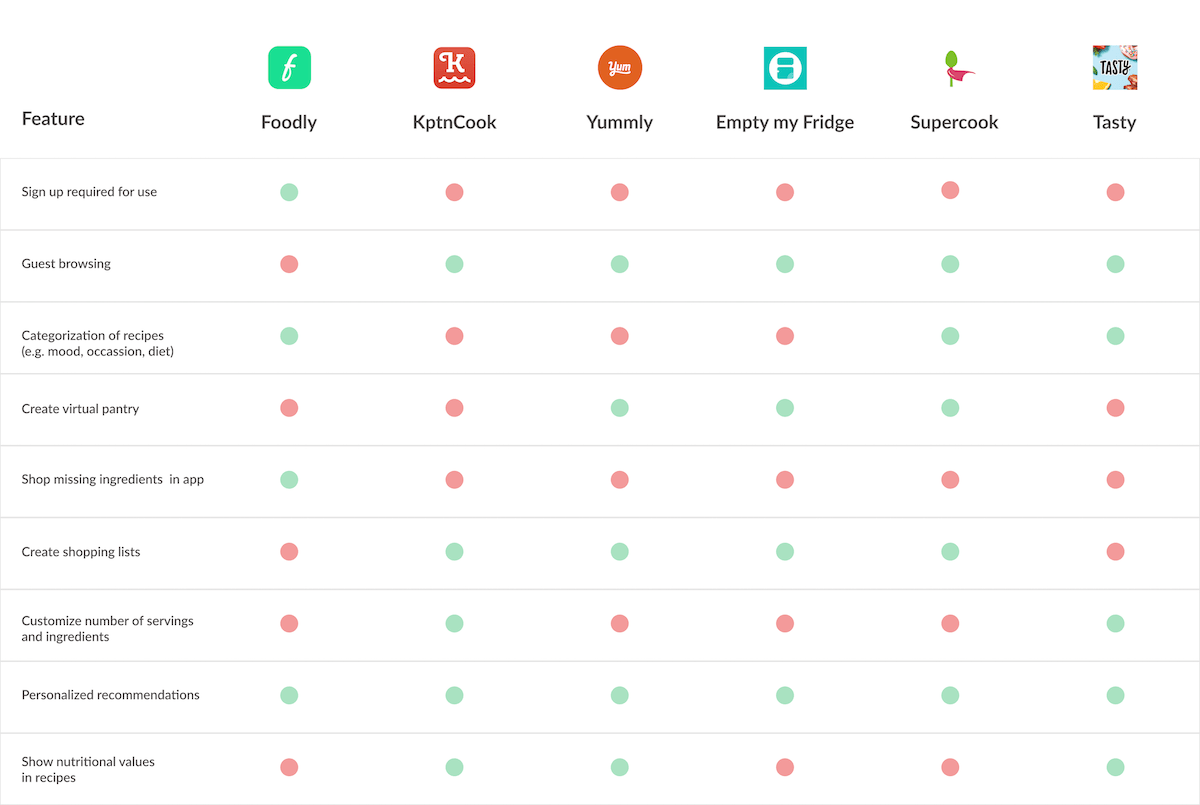 f
K
Yum
TASTY
Feature
Foodly
KptnCook
Yummly
Empty my Fridge
Supercook
Tasty
Sign up required for use
Guest browsing
Categorization of recipes
(e.g. mood, occassion, diet)
Create virtual pantry
Shop missing ingredients  in app
Create shopping lists
Customize number of servings
and ingredients
Personalized recommendations
Show nutritional values
in recipes